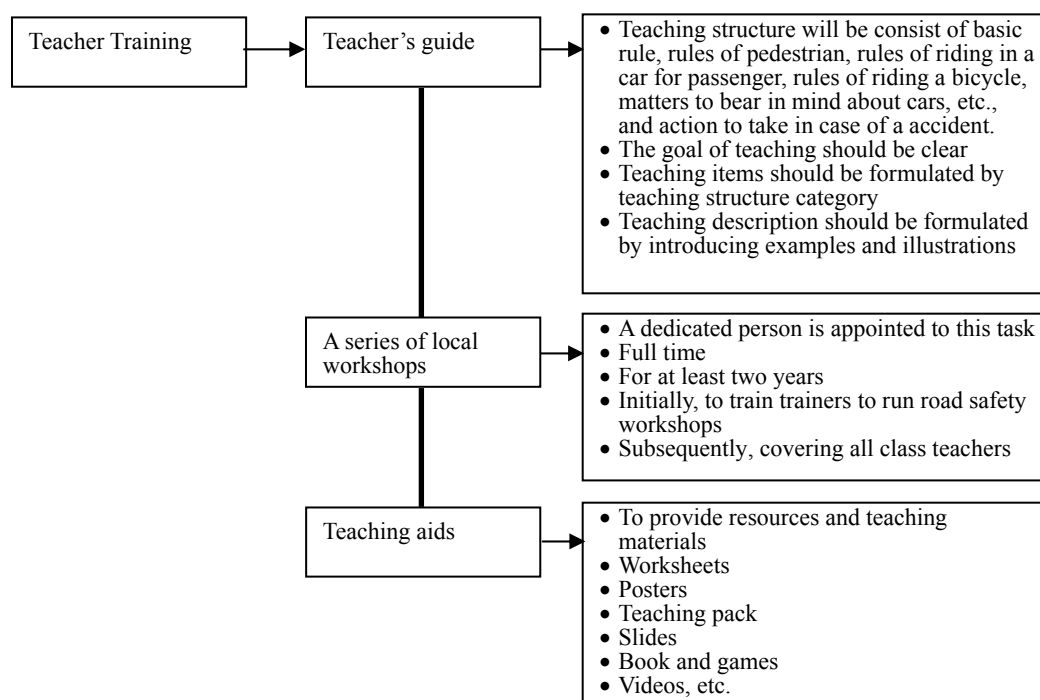 Teacher Training
Teacher’s guide
• Teaching structure will be consist of basic
rule, rules of pedestrian, rules of riding in a
car for passenger, rules of riding a bicycle,
matters to bear in mind about cars, etc.,
and action to take in case of a accident.
• The goal of teaching should be clear
• Teaching items should be formulated by
teaching structure category
• Teaching description should be formulated
by introducing examples and illustrations
A series of local
workshops
• A dedicated person is appointed to this task
• Full time
• For at least two years
• Initially, to train trainers to run road safety
workshops
• Subsequently, covering all class teachers
Teaching aids
• To provide resources and teaching
materials
• Worksheets
• Posters
• Teaching pack
• Slides
• Book and games
• Videos, etc.